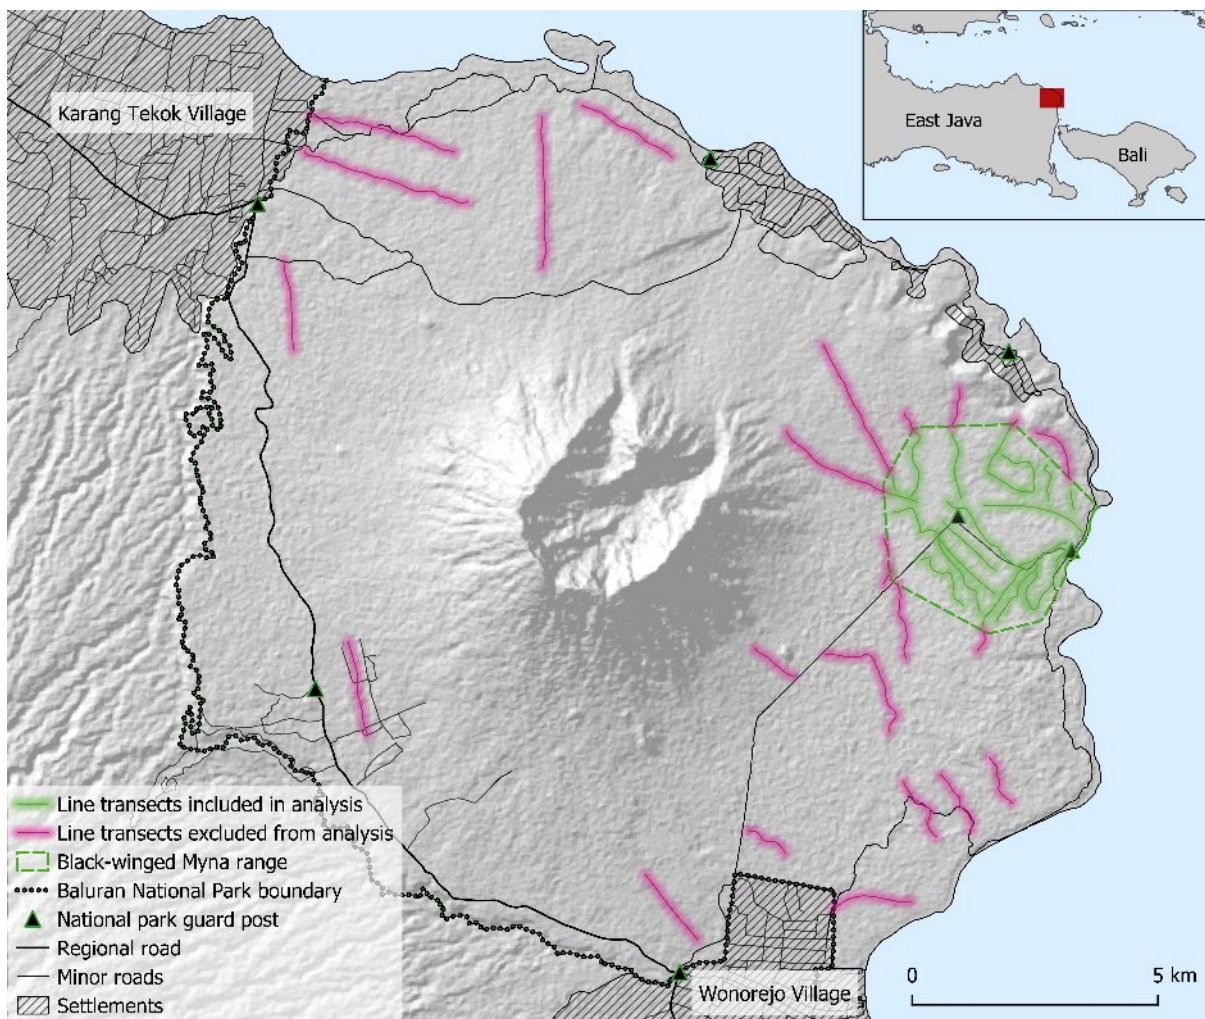 Karang Tekok Village
East Java
Bali
Line transects included in analysis
Line transects excluded from analysis
Black-winged Myna range
Baluran National Park boundary
National park guard post
Regional road
Minor roads
Settlements
Wonorejo Village
0 5 km